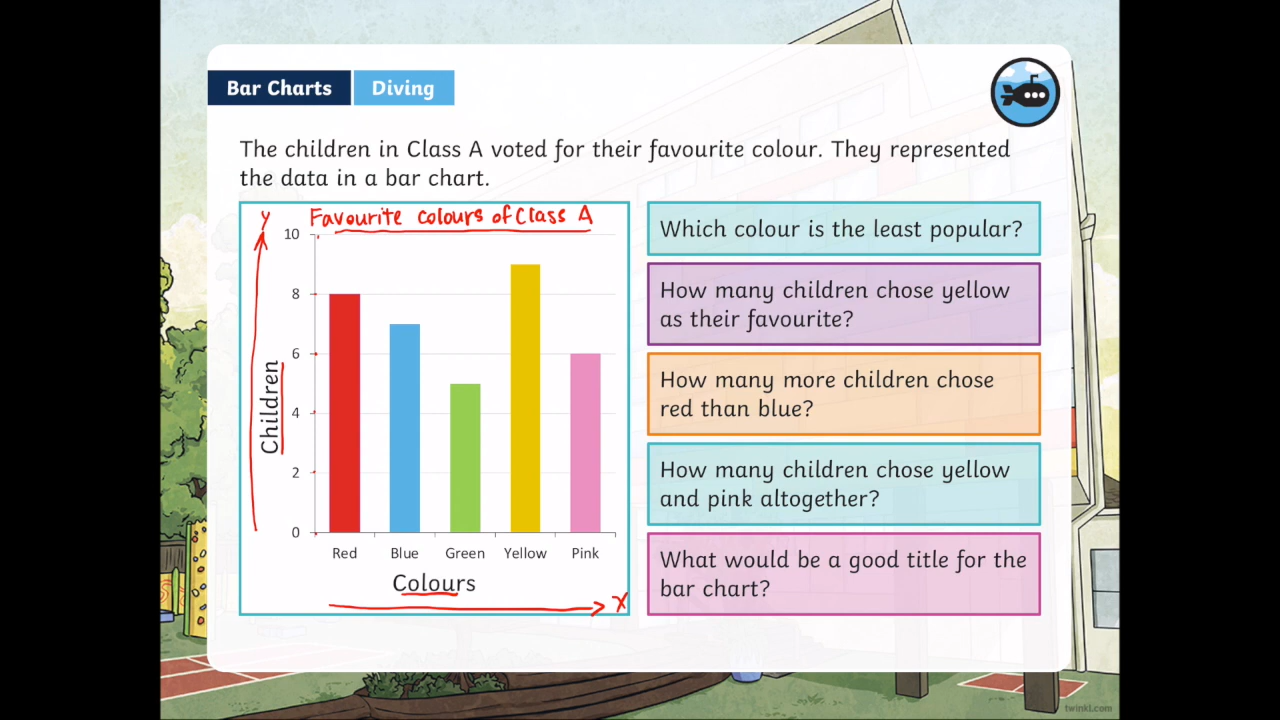 Bar Charts
Diving
The children in Class A voted for their favourite colour. They represented
the data in a bar chart.
y
Favourite colours of Class A
10
8
6
4
2
0
Children
Red
Blue
Green
Yellow
Pink
Colours
X
Which colour is the least popular?
How many children chose yellow
as their favourite?
How many more children chose
red than blue?
How many children chose yellow
and pink altogether?
What would be a good title for the
bar chart?
twinkl.com